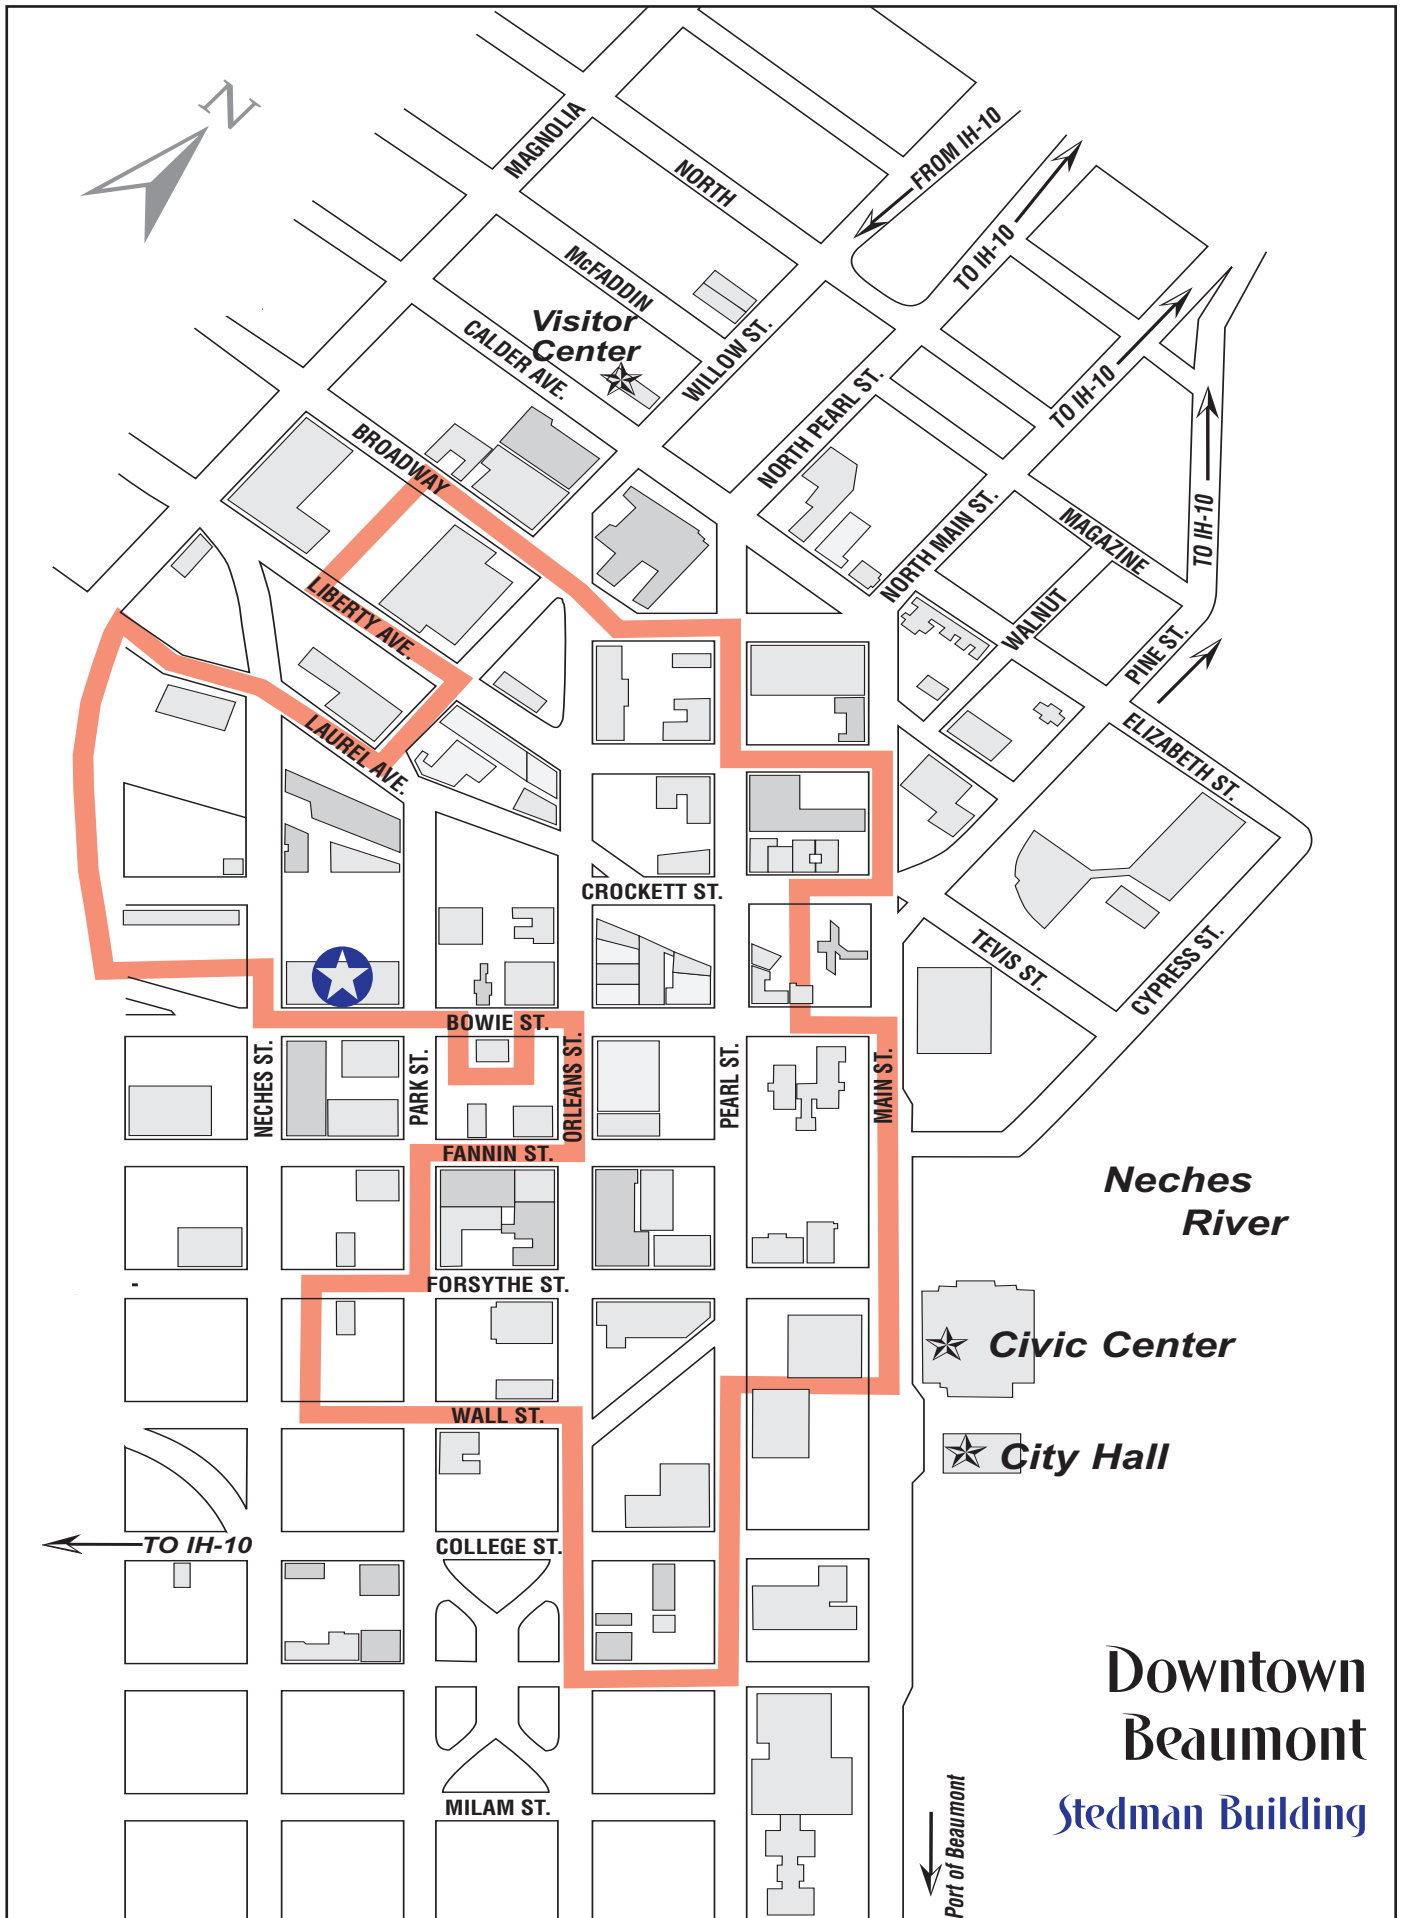 N
MAGNOLIA
NORTH
FROM IH-10
McFADDIN
TO IH-10
Visitor
Center
CALDER AVE.
WILLOW ST.
TO IH-10
NORTH PEARL ST.
BROADWAY
TO IH-10
NORTH MAIN ST.
MAGAZINE
LIBERTY AVE.
WALNUT
PINE ST.
LAUREL AVE.
ELIZABETH ST.
CROCKETT ST.
TEVIS ST.
CYPRESS ST.
BOWIE ST.
NECHES ST.
PARK ST.
ORLEANS ST.
PEARL ST.
MAIN ST.
FANNIN ST.
Neches
River
FORSYTHE ST.
Civic Center
WALL ST.
City Hall
TO IH-10
COLLEGE ST.
Downtown
Beaumont
Stedman Building
MILAM ST.
Port of Beaumont